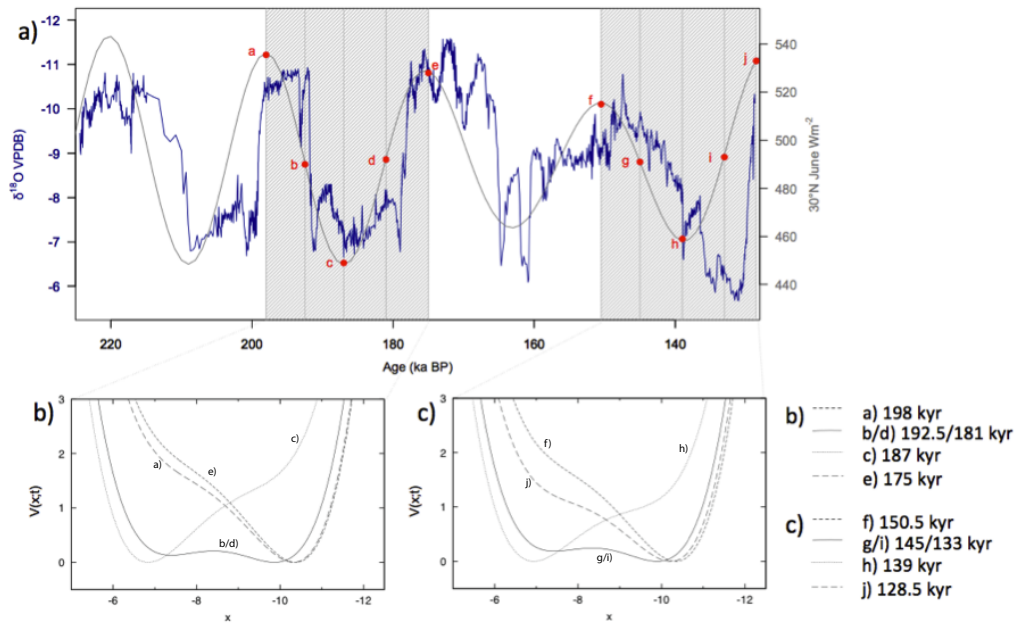 a)
-12
-11
-10
-9
-8
-7
-6
δ18O VPDB)
540
520
500
480
460
440
30°N June Wm-2
a
b
c
d
e
f
g
h
i
j
220
200
180
160
140
Age (ka BP)
b)
3
2
1
0
V(x;t)
a)
e)
c)
b/d)
-6
-8
-10
-12
x
c)
3
2
1
0
V(x;t)
f)
j)
h)
g/i)
-6
-8
-10
-12
x
b)
a) 198 kyr
b/d) 192.5/181 kyr
c) 187 kyr
e) 175 kyr
c)
f) 150.5 kyr
g/i) 145/133 kyr
h) 139 kyr
j) 128.5 kyr